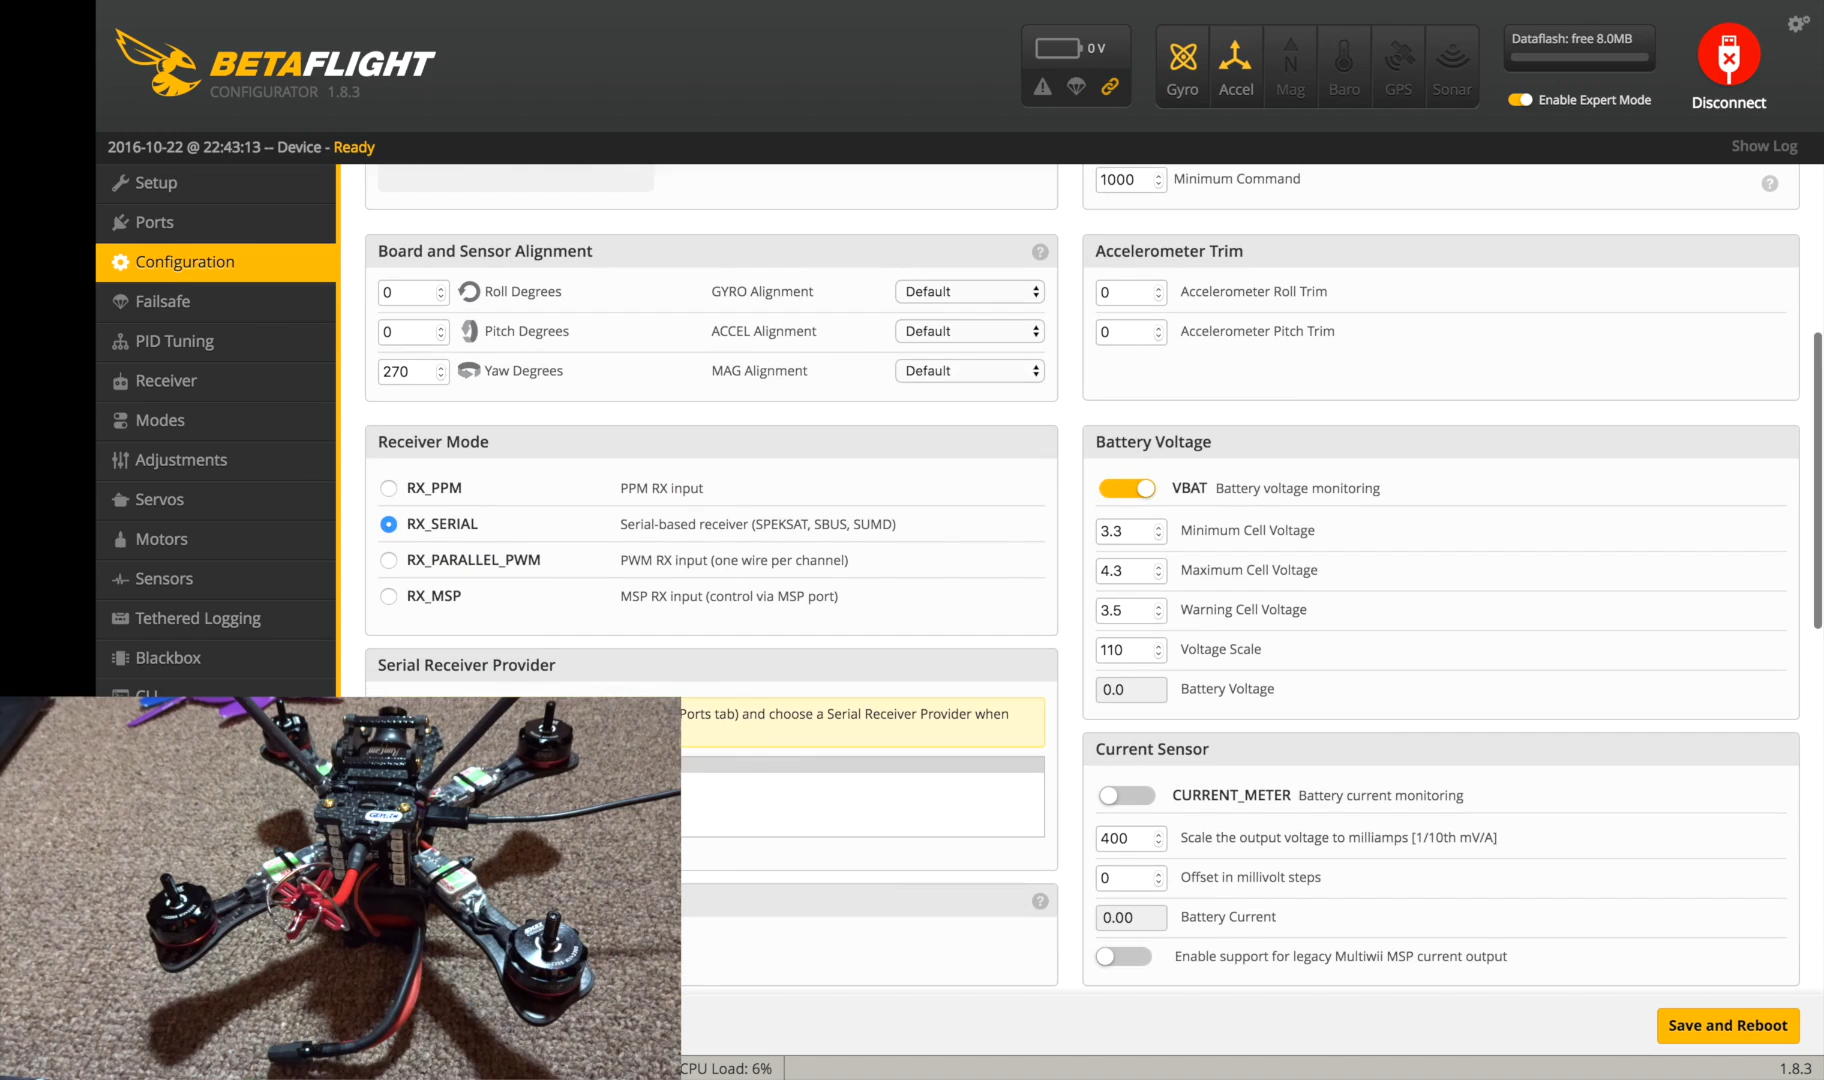 BETAFLIGHT
CONFIGURATOR 1.8.3
0 V
Gyro
Accel
Mag
Baro
GPS
Sonar
Dataflash: free 8.0MB
Enable Expert Mode
Disconnect
2016-10-22 @ 22:43:13 -- Device - Ready
Show Log
Setup
Ports
Configuration
Failsafe
PID Tuning
Receiver
Modes
Adjustments
Servos
Motors
Sensors
Tethered Logging
Blackbox
1000 Minimum Command
Board and Sensor Alignment
0 Roll Degrees GYRO Alignment Default
0 Pitch Degrees ACCEL Alignment Default
270 Yaw Degrees MAG Alignment Default
Accelerometer Trim
0 Accelerometer Roll Trim
0 Accelerometer Pitch Trim
Receiver Mode
RX_PPM PPM RX input
RX_SERIAL Serial-based receiver (SPEKSAT, SBUS, SUMD)
RX_PARALLEL_PWM PWM RX input (one wire per channel)
RX_MSP MSP RX input (control via MSP port)
Serial Receiver Provider
Ports tab) and choose a Serial Receiver Provider when
Battery Voltage
VBAT Battery voltage monitoring
3.3 Minimum Cell Voltage
4.3 Maximum Cell Voltage
3.5 Warning Cell Voltage
110 Voltage Scale
0.0 Battery Voltage
Current Sensor
CURRENT_METER Battery current monitoring
400 Scale the output voltage to milliamps [1/10th mV/A]
0 Offset in millivolt steps
0.00 Battery Current
Enable support for legacy Multiwii MSP current output
Save and Reboot
CPU Load: 6%
1.8.3